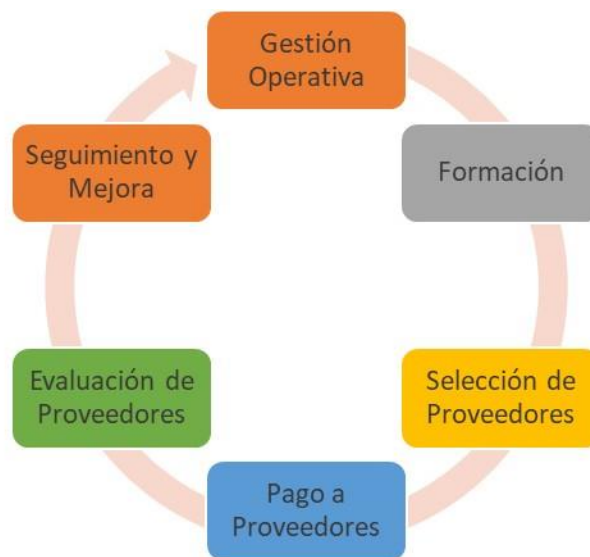 Gestión
Operativa
Formación
Selección de
Proveedores
Pago a
Proveedores
Evaluación de
Proveedores
Seguimiento y
Mejora